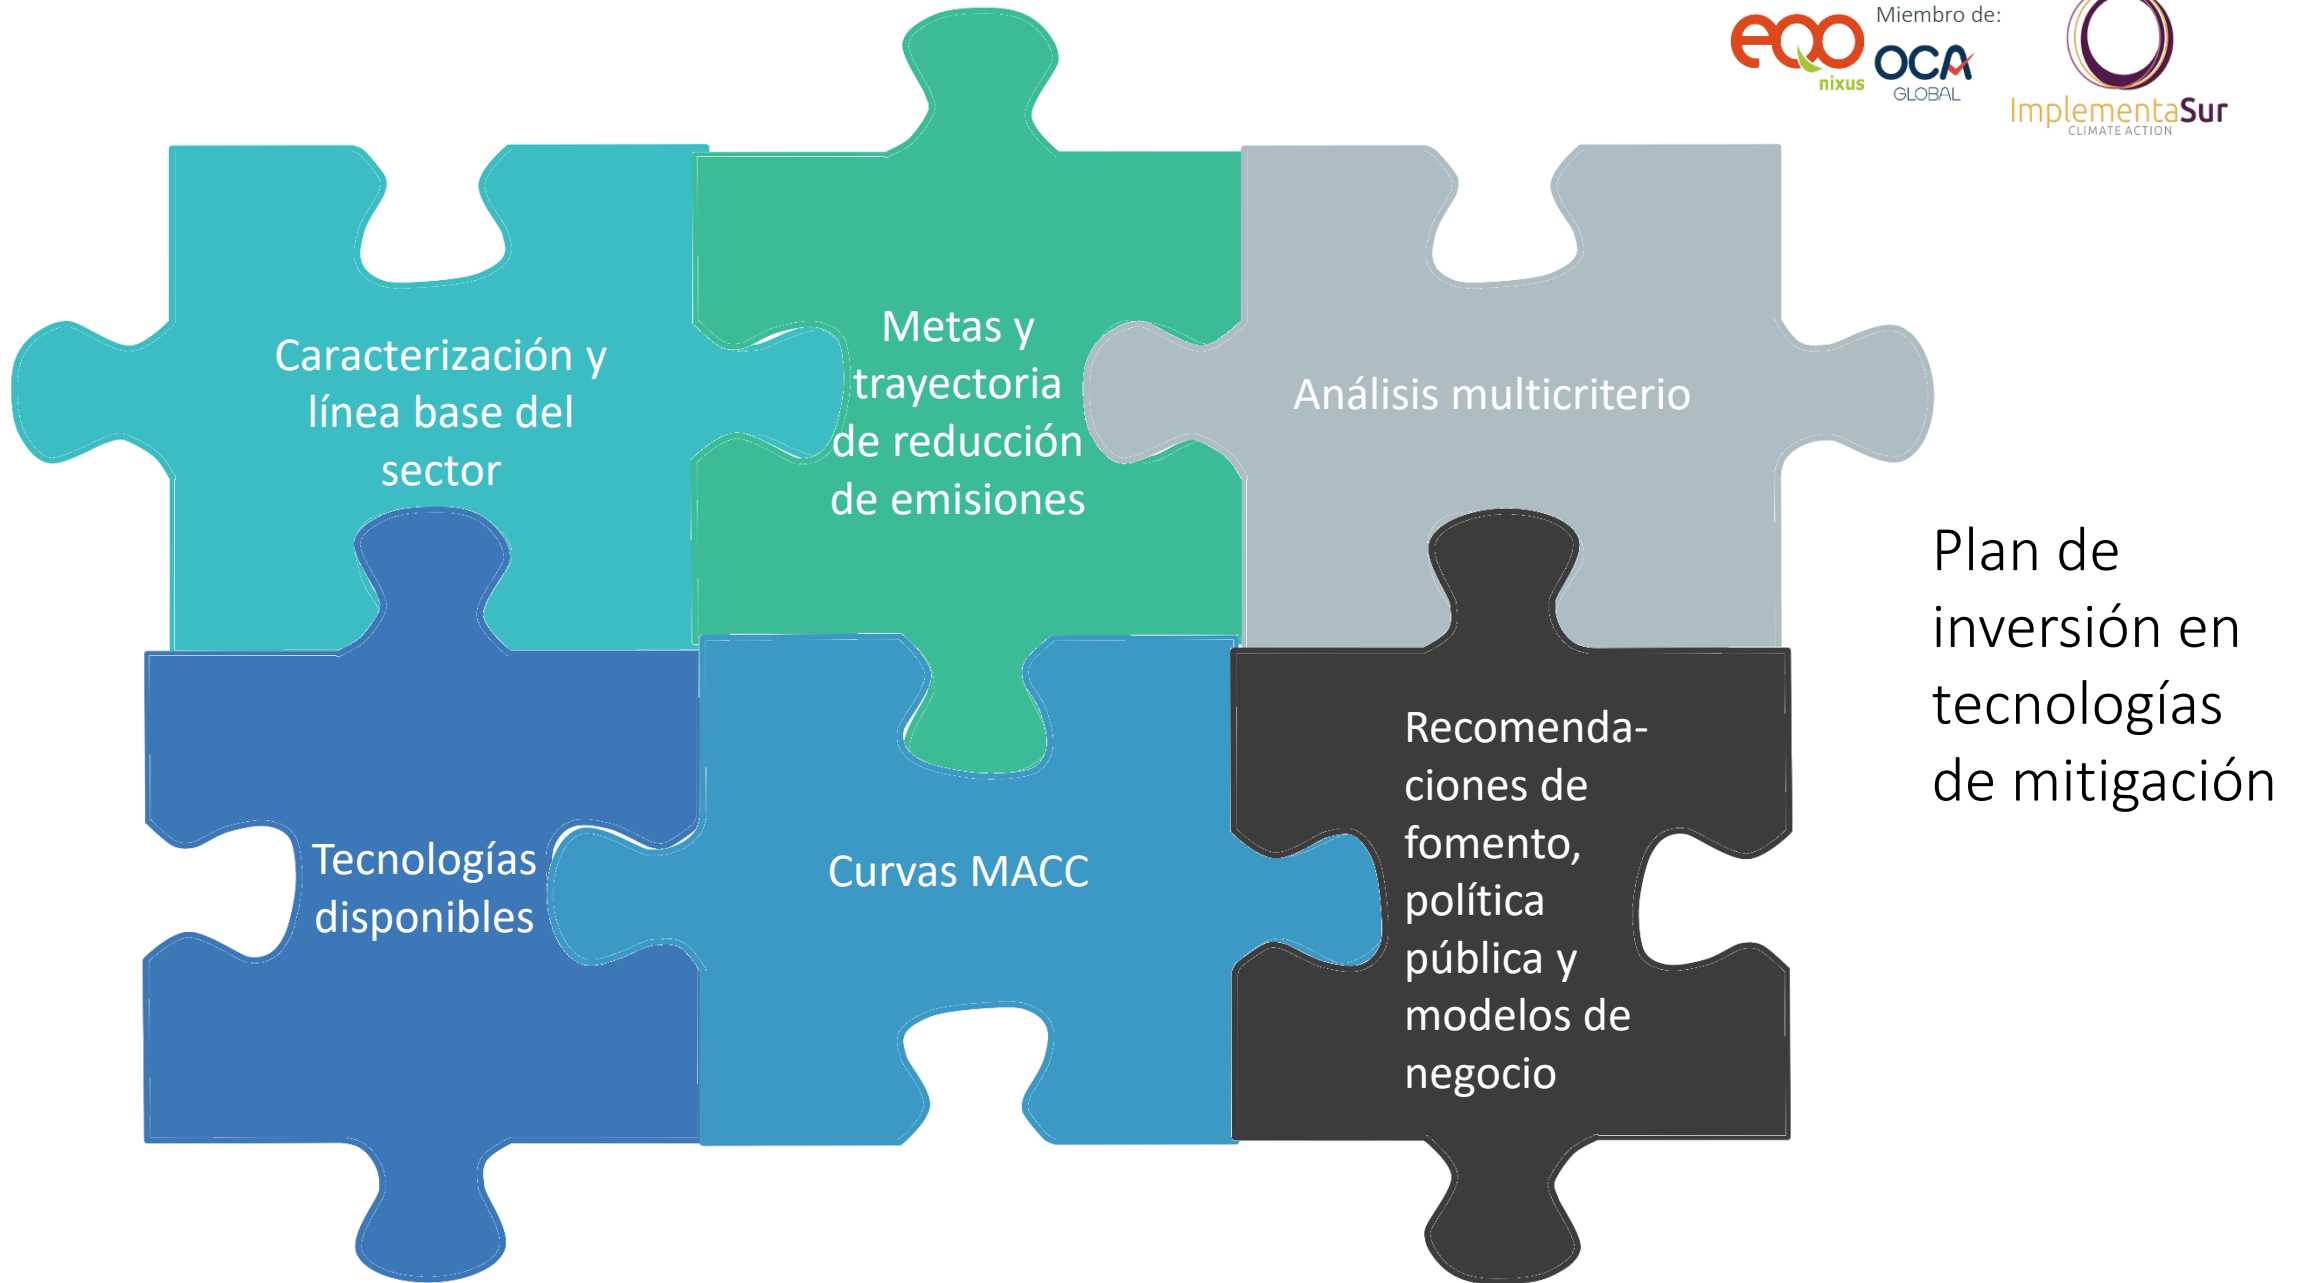 Miembro de:
eQO
nixus
OCA
GLOBAL
ImplementaSur
CLIMATE ACTION
Caracterización y
línea base del
sector
Metas y
trayectoria
de reducción
de emisiones
Análisis multicriterio
Tecnologías
disponibles
Curvas MACC
Recomenda-
ciones de
fomento,
política
pública y
modelos de
negocio
Plan de
inversión en
tecnologías
de mitigación